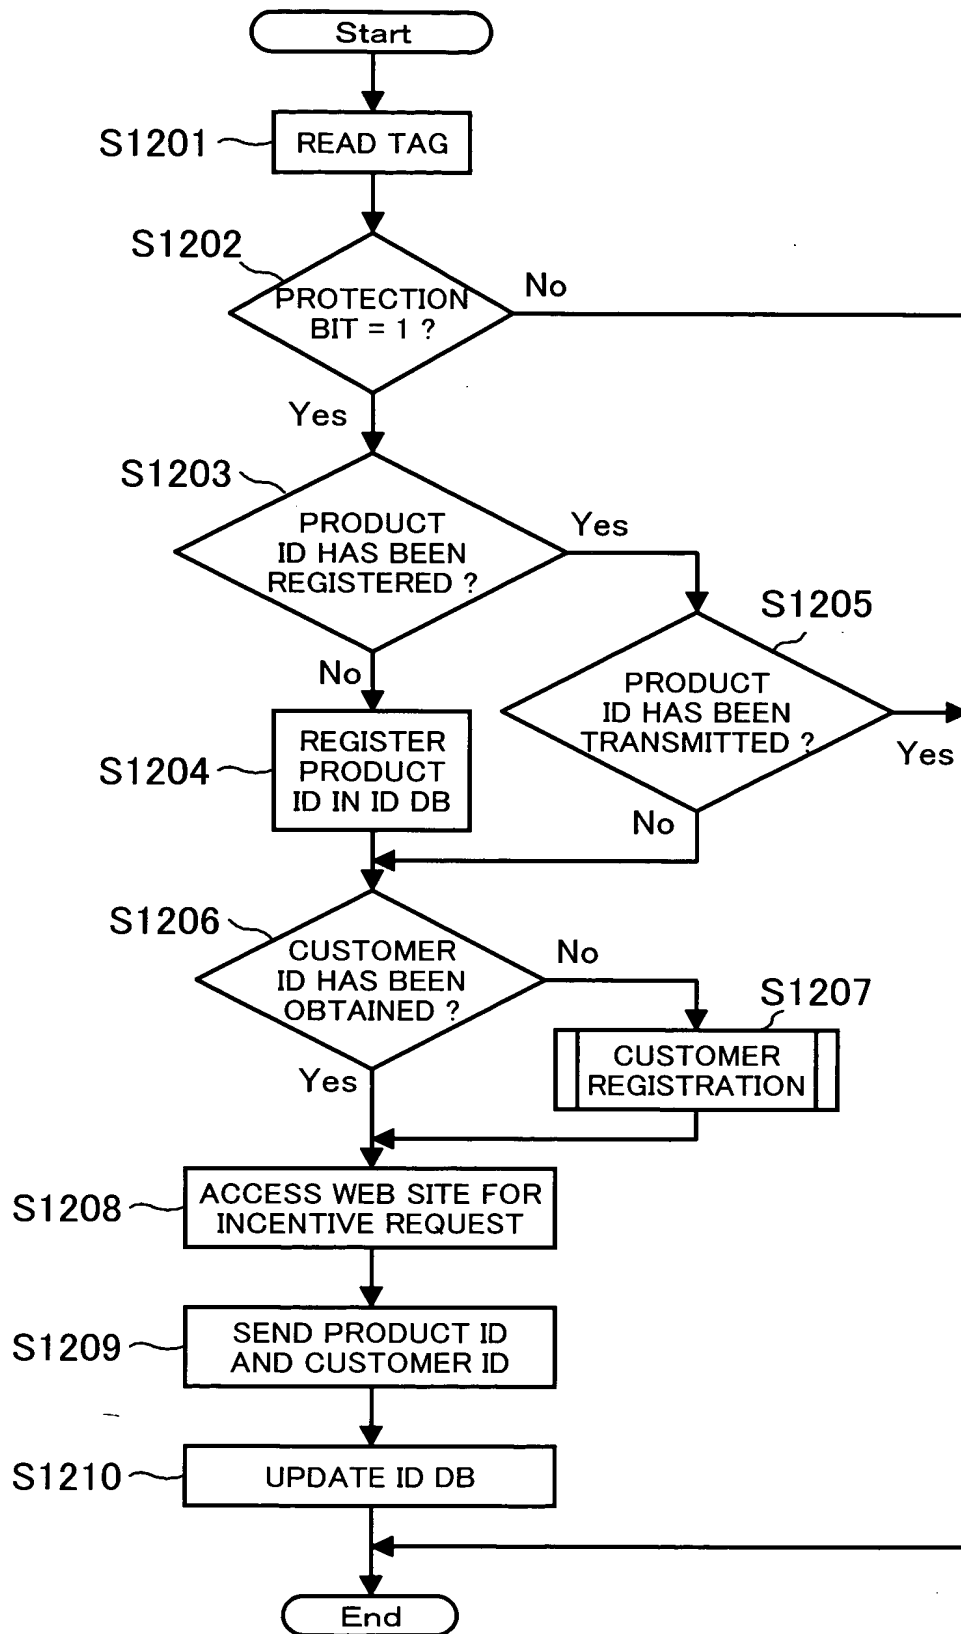 Start
S1201
READ TAG
S1202
PROTECTION
BIT = 1 ?
No
Yes
S1203
PRODUCT
ID HAS BEEN
REGISTERED ?
Yes
No
S1205
PRODUCT
ID HAS BEEN
TRANSMITTED ?
Yes
No
S1204
REGISTER
PRODUCT
ID IN ID DB
S1206
CUSTOMER
ID HAS BEEN
OBTAINED ?
No
Yes
S1207
CUSTOMER
REGISTRATION
S1208
ACCESS WEB SITE FOR
INCENTIVE REQUEST
S1209
SEND PRODUCT ID
AND CUSTOMER ID
S1210
UPDATE ID DB
End